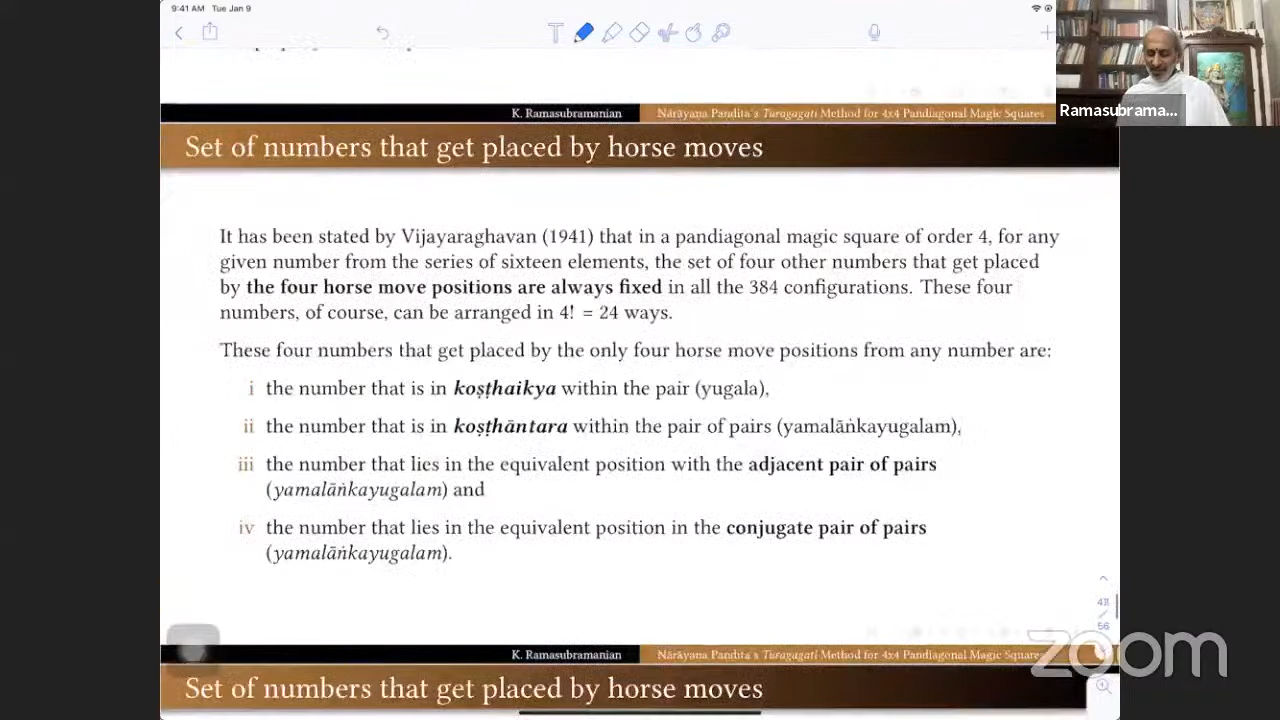 9:41 AM Tue Jan 9
Ramasubrama...
K. Ramasubramanian Nārāyaṇa Paṇḍita's Turagagati Method for 4x4 Pandiagonal Magic Squares
Set of numbers that get placed by horse moves
It has been stated by Vijayaraghavan (1941) that in a pandiagonal magic square of order 4, for any
given number from the series of sixteen elements, the set of four other numbers that get placed
by the four horse move positions are always fixed in all the 384 configurations. These four
numbers, of course, can be arranged in 4! = 24 ways.
These four numbers that get placed by the only four horse move positions from any number are:
i the number that is in koṣṭhaikya within the pair (yugala),
ii the number that is in koṣṭhāntara within the pair of pairs (yamalāṅkayugalam),
iii the number that lies in the equivalent position with the adjacent pair of pairs
(yamalāṅkayugalam) and
iv the number that lies in the equivalent position in the conjugate pair of pairs
(yamalāṅkayugalam).
56
zoom
K. Ramasubramanian Nārāyaṇa Paṇḍita's Turagagati Method for 4x4 Pandiagonal Magic Squares
Set of numbers that get placed by horse moves